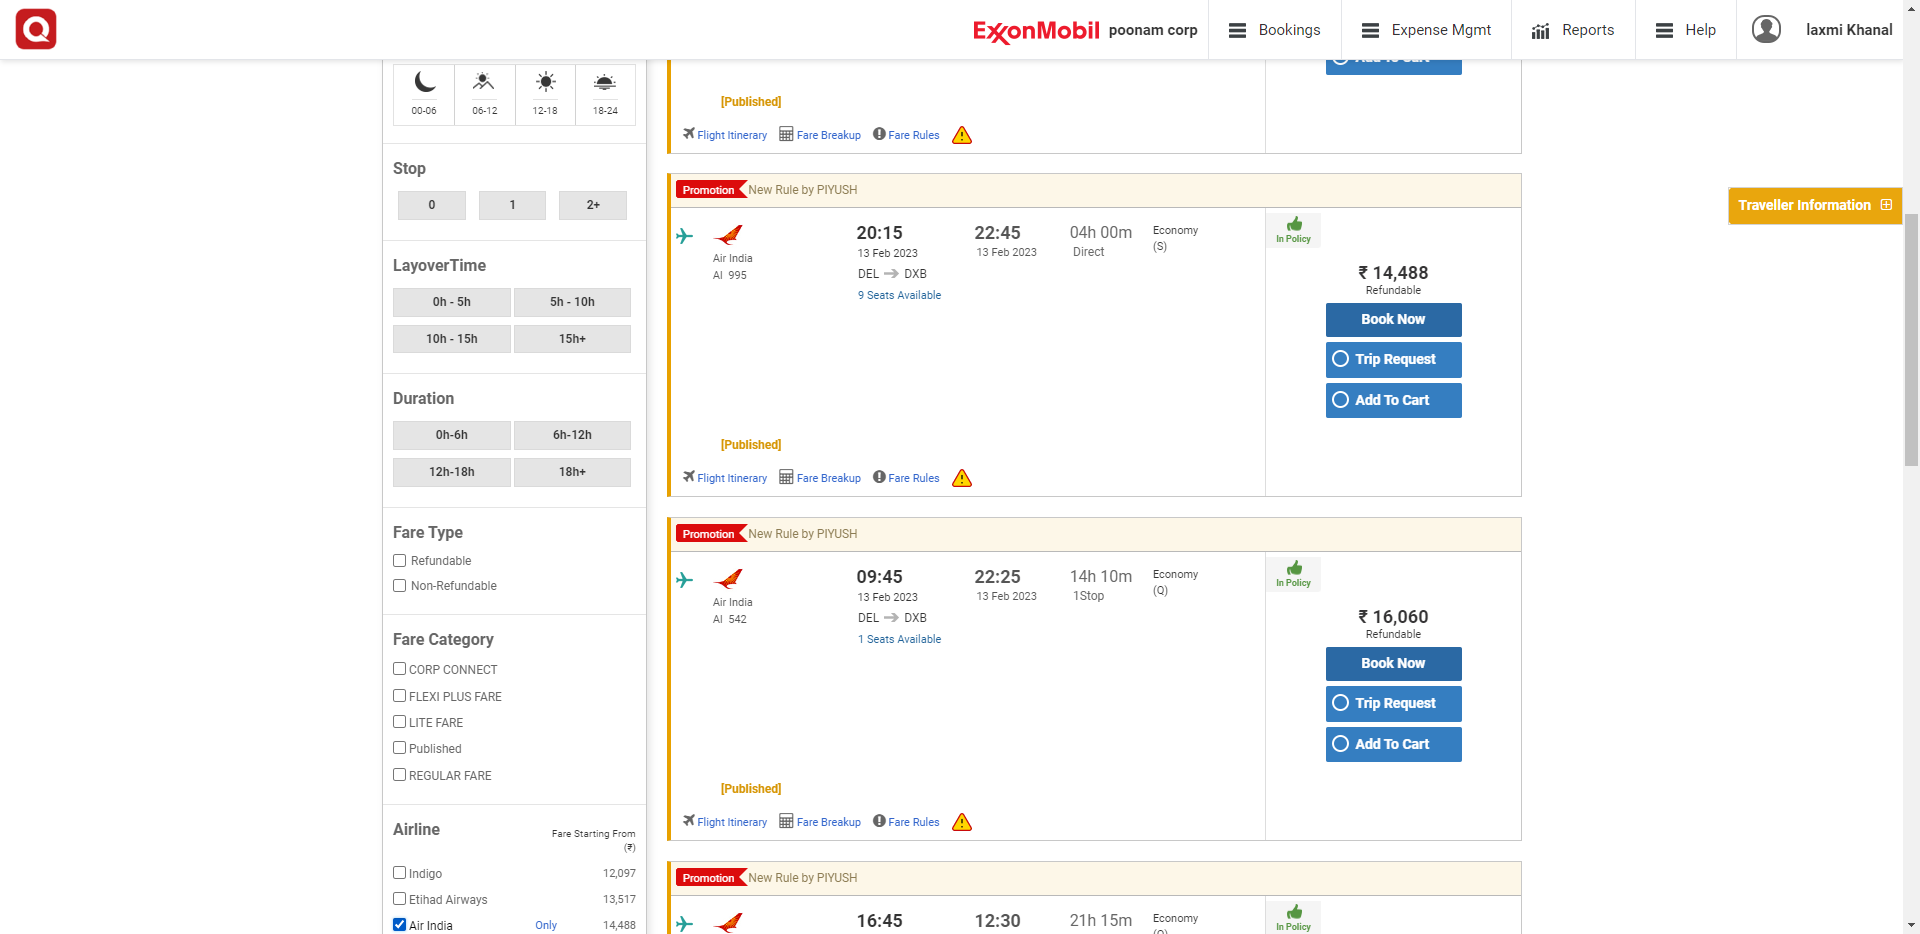 Q
ExxonMobil poonam corp
Bookings
Expense Mgmt
Reports
Help
laxmi Khanal
00-06
06-12
12-18
18-24
Stop
0
1
2+
LayoverTime
0h - 5h
5h - 10h
10h - 15h
15h+
Duration
0h-6h
6h-12h
12h-18h
18h+
Fare Type
Refundable
Non-Refundable
Fare Category
CORP CONNECT
FLEXI PLUS FARE
LITE FARE
Published
REGULAR FARE
Airline
Fare Starting From
(₹)
Indigo 12,097
Etihad Airways 13,517
Air India Only 14,488
Add To Cart
[Published]
Flight Itinerary Fare Breakup Fare Rules
Promotion New Rule by PIYUSH
Air India
AI 995
20:15
13 Feb 2023
DEL DXB
9 Seats Available
22:45
13 Feb 2023
04h 00m
Direct
Economy
(S)
In Policy
₹ 14,488
Refundable
Book Now
Trip Request
Add To Cart
[Published]
Flight Itinerary Fare Breakup Fare Rules
Promotion New Rule by PIYUSH
Air India
AI 542
09:45
13 Feb 2023
DEL DXB
1 Seats Available
22:25
13 Feb 2023
14h 10m
1Stop
Economy
(Q)
In Policy
₹ 16,060
Refundable
Book Now
Trip Request
Add To Cart
[Published]
Flight Itinerary Fare Breakup Fare Rules
Promotion New Rule by PIYUSH
16:45
12:30
21h 15m
Economy
In Policy
Traveller Information